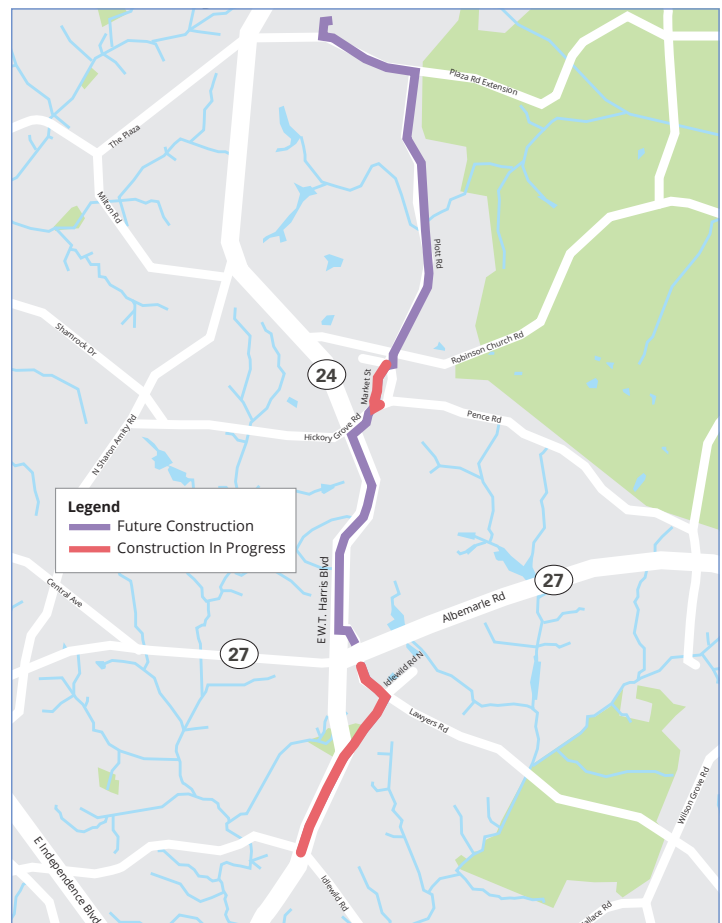 Plaza Rd Extension
The Plaza
Milton Rd
Plott Rd
Shamrock Dr
Robinson Church Rd
24
Market St
Pence Rd
Hickory Grove Rd
N Sharon Amity Rd
Legend
Future Construction
Construction In Progress
E W.T. Harris Blvd
27
Central Ave
Albemarle Rd
27
Idlewild Rd N
Lawyers Rd
Wilson Grove Rd
E Independence Blvd
Idlewild Rd